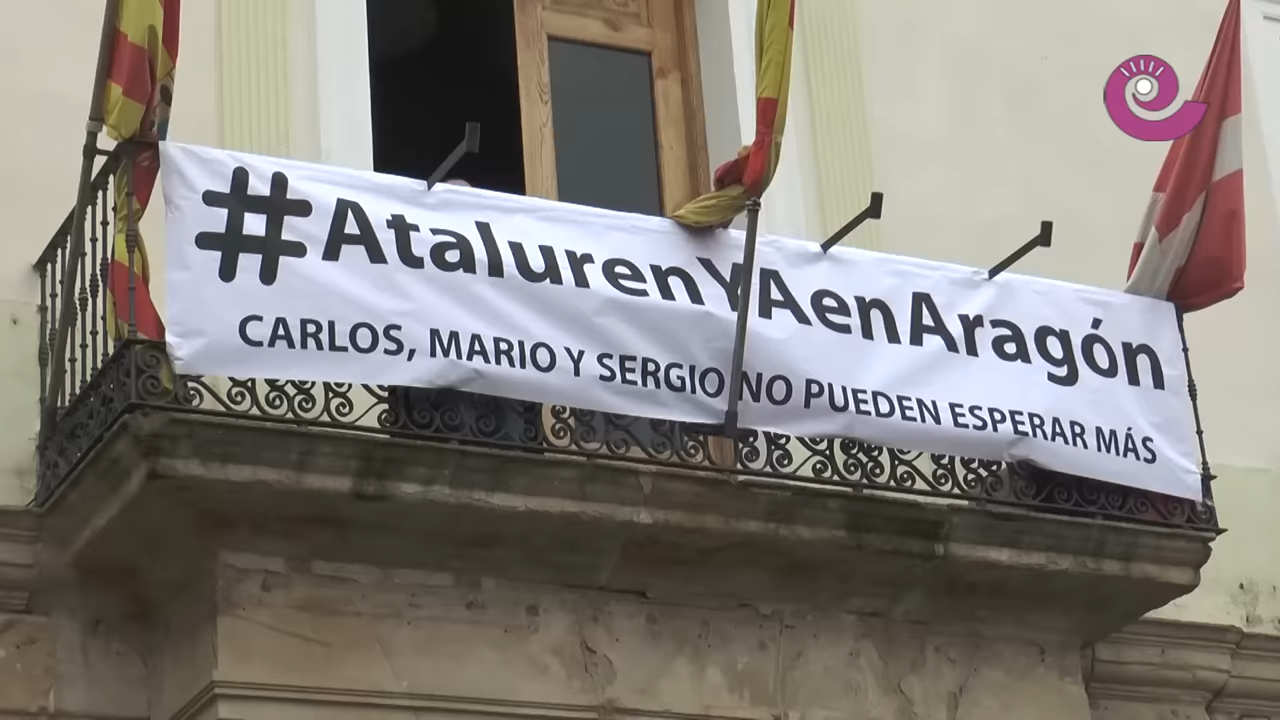 #AtalurenYAenAragón
CARLOS, MARIO Y SERGIO NO PUEDEN ESPERAR MÁS